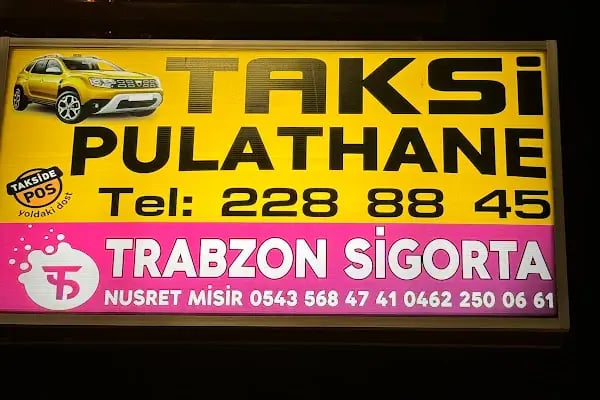 TAKSİ
PULATHANE
TAKSİDE
POS
yoldaki dost
Tel: 228 88 45
TS
TRABZON SİGORTA
NUSRET MİSİR 0543 568 47 41 0462 250 06 61